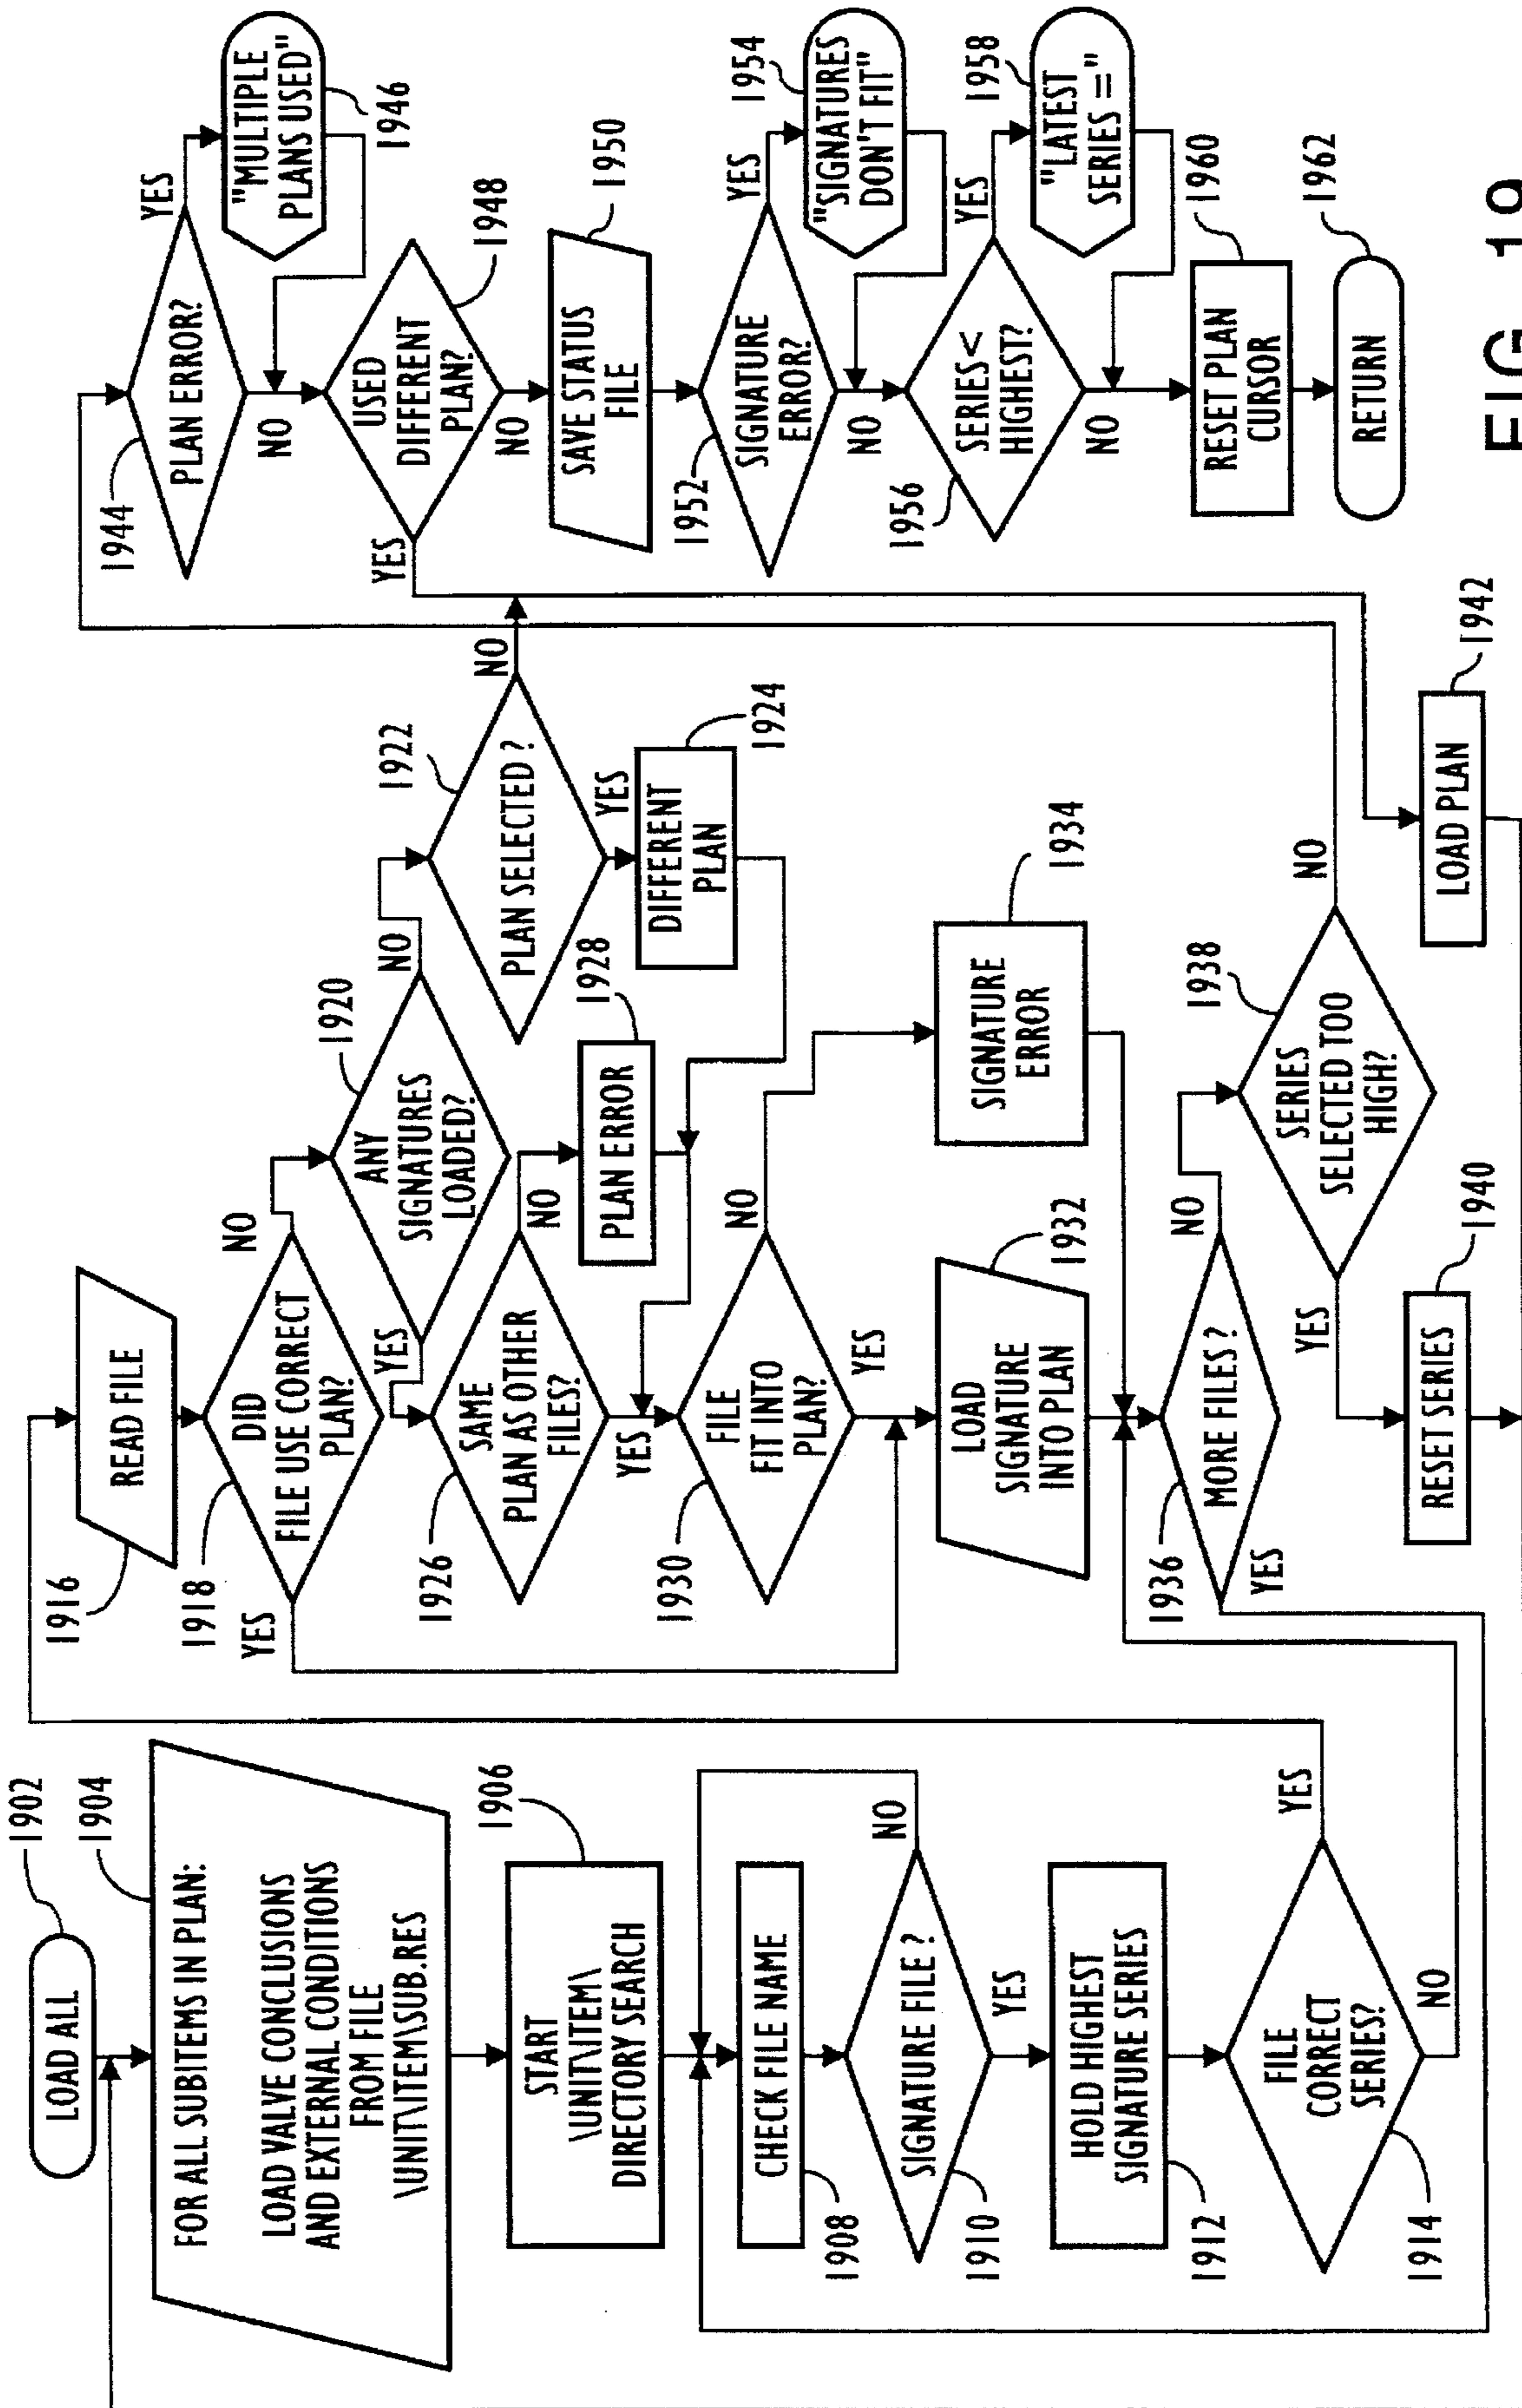 1902
LOAD ALL
1904
FOR ALL SUBITEMS IN PLAN:
LOAD VALVE CONCLUSIONS
AND EXTERNAL CONDITIONS
FROM FILE
\UNIT\ITEM\SUB.RES
1906
START
\UNIT\ITEM\
DIRECTORY SEARCH
CHECK FILE NAME
1908
SIGNATURE FILE?
NO
1910
YES
HOLD HIGHEST
SIGNATURE SERIES
1912
YES
FILE
CORRECT
SERIES?
1914
NO
READ FILE
1916
1918
DID
FILE USE CORRECT
PLAN?
NO
YES
1920
ANY
SIGNATURES
LOADED?
NO
YES
1922
PLAN SELECTED?
NO
YES
DIFFERENT
PLAN
1924
1926
SAME
PLAN AS OTHER
FILES?
NO
YES
1928
PLAN ERROR
1930
FILE
FIT INTO
PLAN?
NO
YES
LOAD
SIGNATURE
INTO PLAN
1932
SIGNATURE
ERROR
1934
1936
MORE FILES?
NO
YES
1938
SERIES
SELECTED TOO
HIGH?
NO
YES
RESET SERIES
1940
LOAD PLAN
1942
1944
PLAN ERROR?
YES
NO
"MULTIPLE
PLANS USED"
1946
USED
DIFFERENT
PLAN?
1948
YES
NO
SAVE STATUS
FILE
1950
1952
SIGNATURE
ERROR?
YES
NO
1954
"SIGNATURES
DON'T FIT"
1956
SERIES<
HIGHEST?
YES
NO
1958
"LATEST
SERIES ="
RESET PLAN
CURSOR
1960
RETURN
1962
FIG. 19